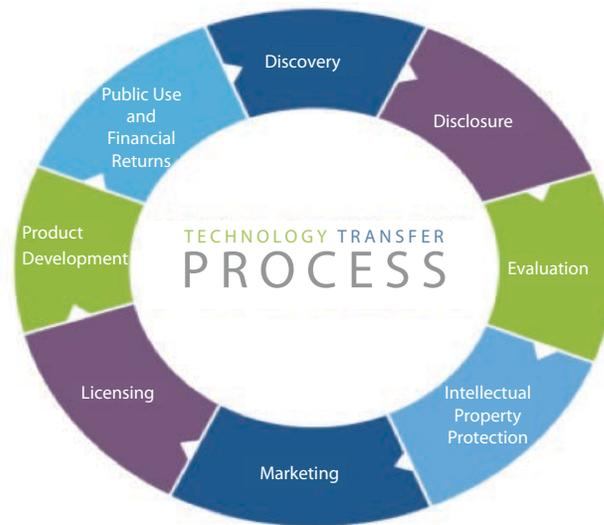 TECHNOLOGY TRANSFER
PROCESS
Discovery
Disclosure
Evaluation
Intellectual
Property
Protection
Marketing
Licensing
Product
Development
Public Use
and
Financial
Returns